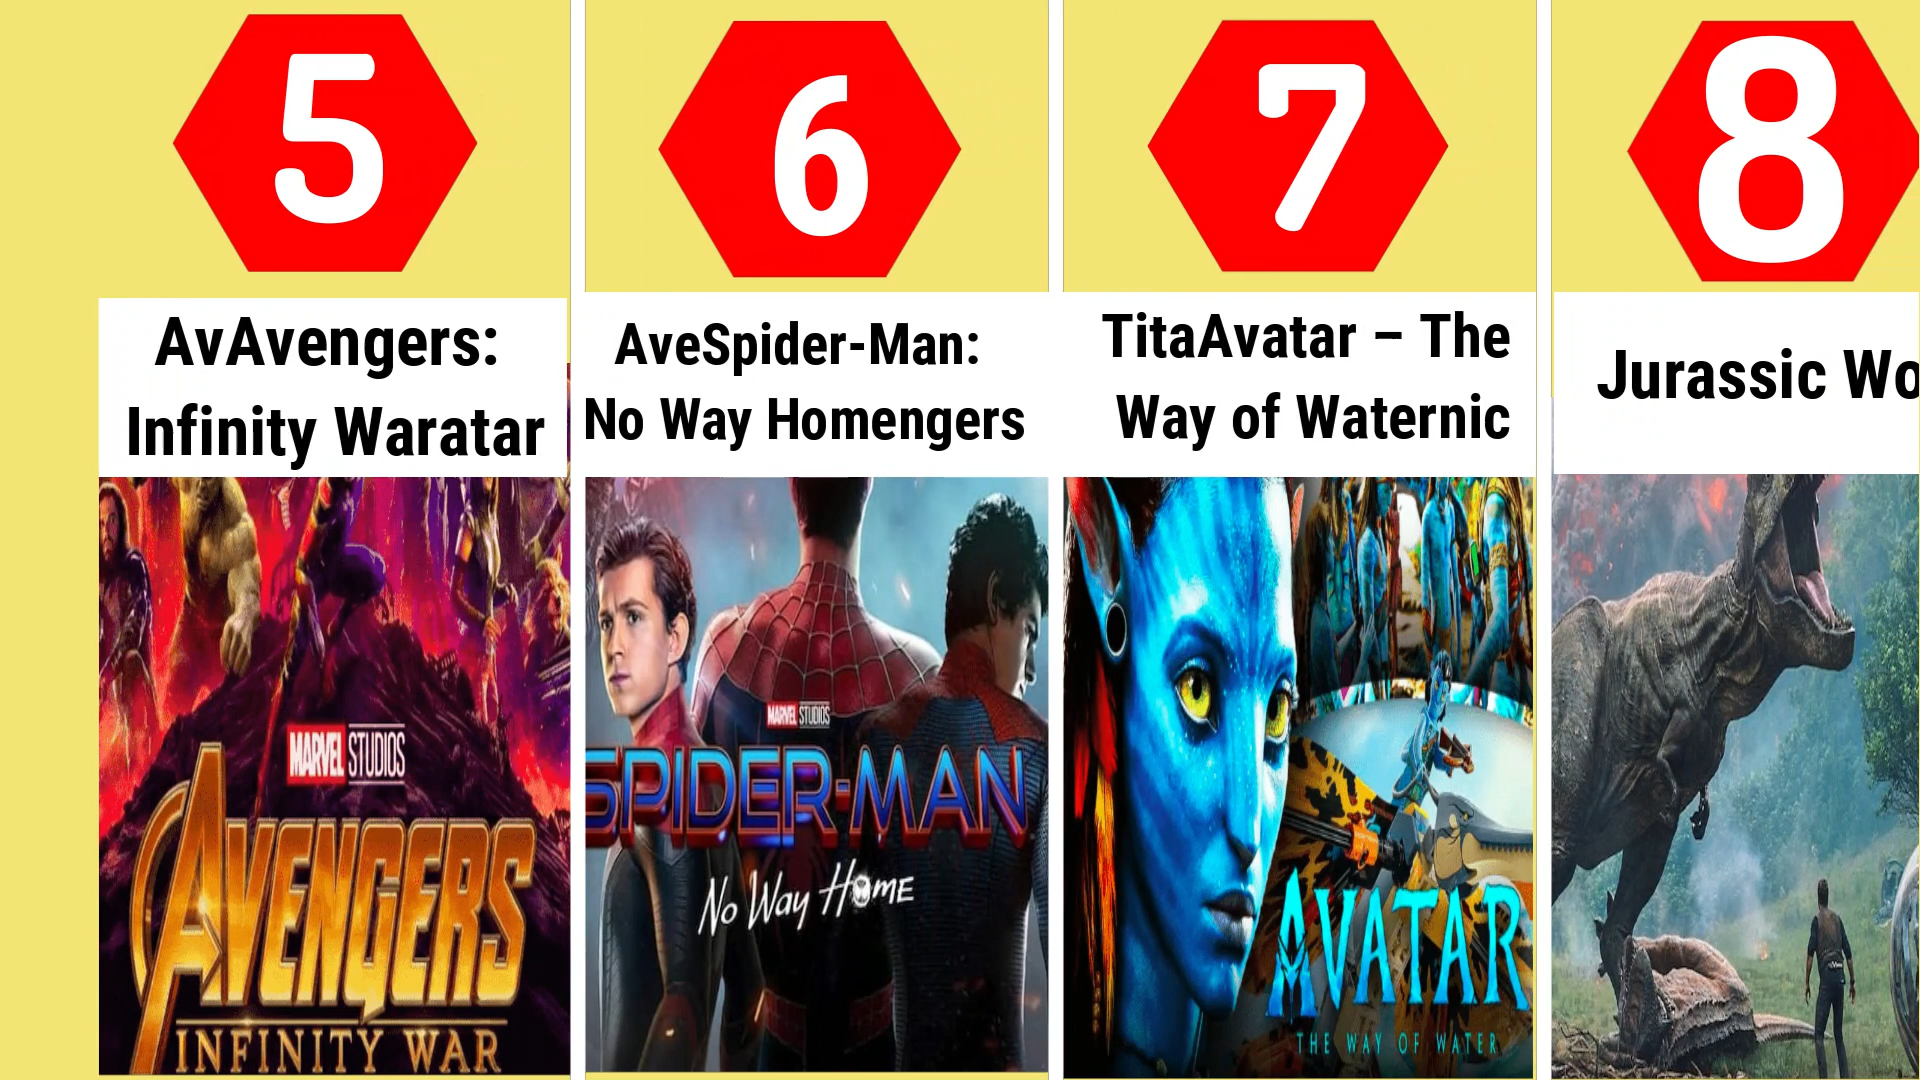 5
AvAvengers:
Infinity Waratar
MARVEL STUDIOS
AVENGERS
INFINITY WAR
6
AveSpider-Man:
No Way Homengers
MARVEL STUDIOS
SPIDER-MAN
No Way Home
7
TitaAvatar – The
Way of Waternic
AVATAR
THE WAY OF WATER
8
Jurassic Wo